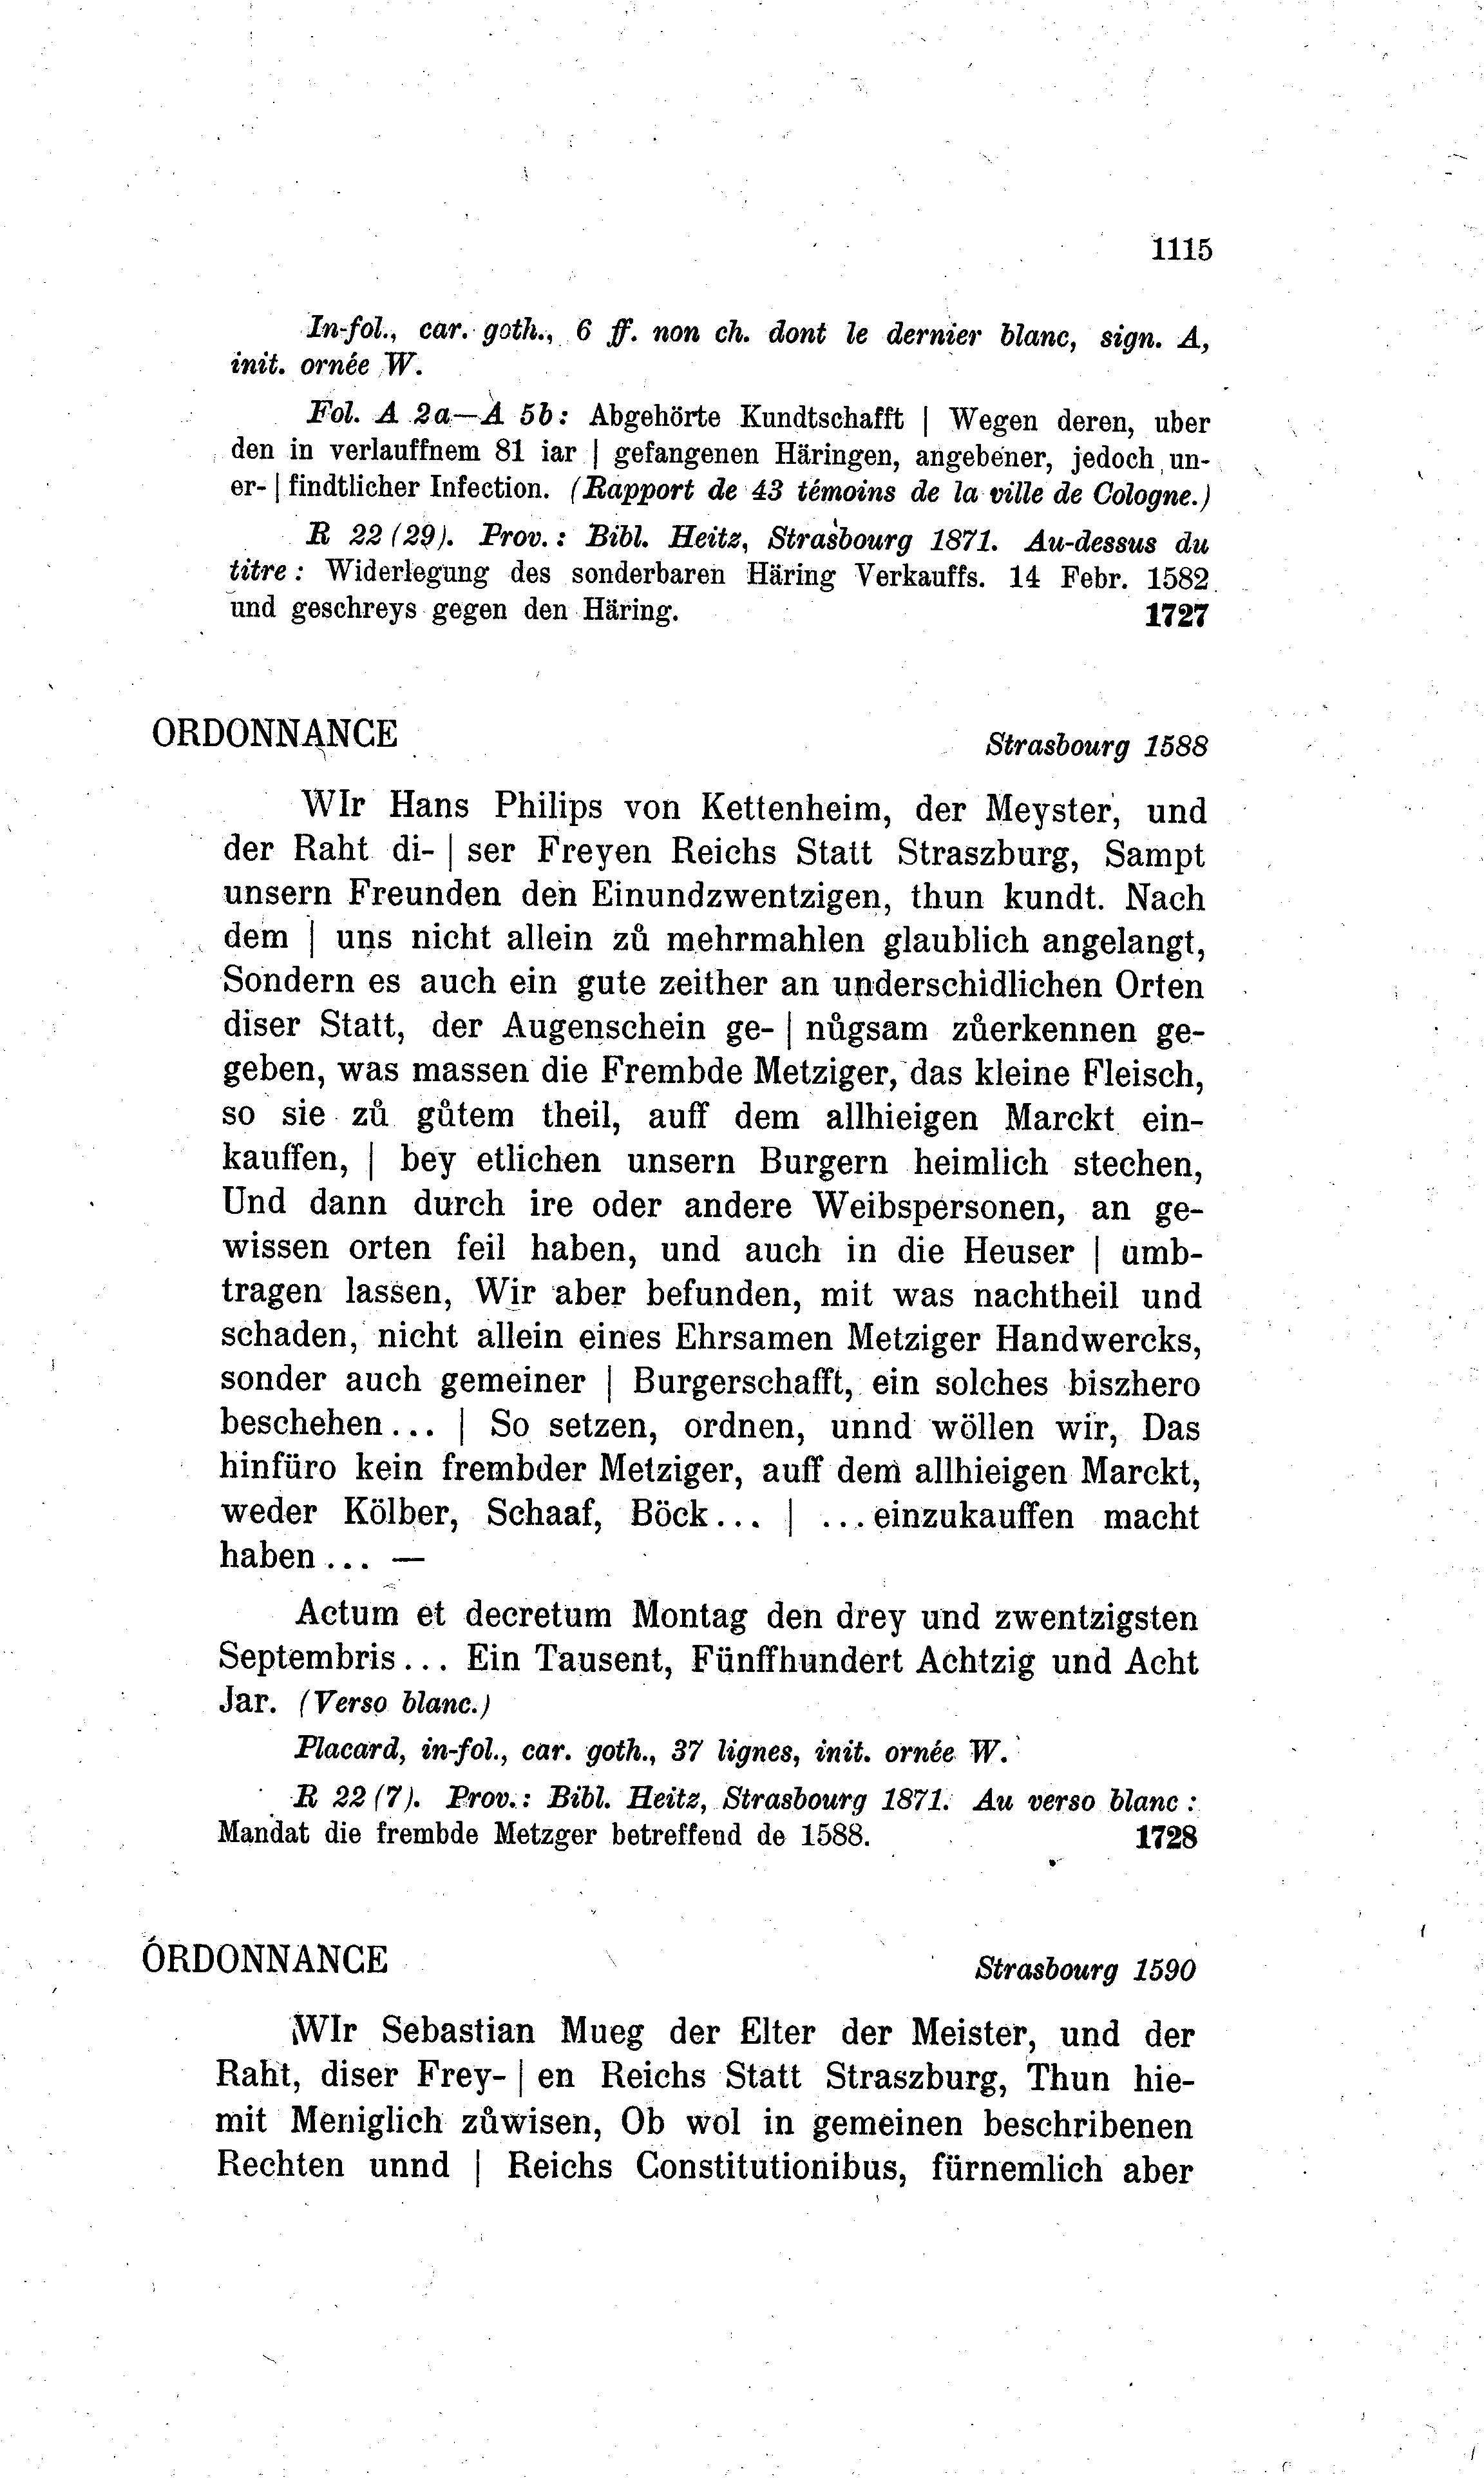 1115
In-fol., car. goth., 6 ff. non ch. dont le dernier blanc, sign. A,
init. ornée W.
Fol. A 2a—A 5b: Abgehörte Kundtschafft | Wegen deren, uber
den in verlauffnem 81 iar | gefangenen Häringen, angebener, jedoch un-
er- | findtlicher Infection. (Rapport de 43 témoins de la ville de Cologne.)
R 22 (29). Prov.: Bibl. Heitz, Strasbourg 1871. Au-dessus du
titre: Widerlegung des sonderbaren Häring Verkauffs. 14 Febr. 1582
und geschreys gegen den Häring. 1727
ORDONNANCE Strasbourg 1588
WIr Hans Philips von Kettenheim, der Meyster, und
der Raht di- | ser Freyen Reichs Statt Straszburg, Sampt
unsern Freunden den Einundzwentzigen, thun kundt. Nach
dem | uns nicht allein zů mehrmahlen glaublich angelangt,
Sondern es auch ein gute zeither an underschidlichen Orten
diser Statt, der Augenschein ge- | nůgsam zůerkennen ge-
geben, was massen die Frembde Metziger, das kleine Fleisch,
so sie zů gůtem theil, auff dem allhieigen Marckt ein-
kauffen, | bey etlichen unsern Burgern heimlich stechen,
Und dann durch ire oder andere Weibspersonen, an ge-
wissen orten feil haben, und auch in die Heuser | umb-
tragen lassen, Wir aber befunden, mit was nachtheil und
schaden, nicht allein eines Ehrsamen Metziger Handwercks,
sonder auch gemeiner | Burgerschafft, ein solches biszhero
beschehen... | So setzen, ordnen, unnd wöllen wir, Das
hinfüro kein frembder Metziger, auff dem allhieigen Marckt,
weder Kölber, Schaaf, Böck... | ...einzukauffen macht
haben... —
Actum et decretum Montag den drey und zwentzigsten
Septembris... Ein Tausent, Fünffhundert Achtzig und Acht
Jar. (Verso blanc.)
Placard, in-fol., car. goth., 37 lignes, init. ornée W.
R 22 (7). Prov.: Bibl. Heitz, Strasbourg 1871. Au verso blanc:
Mandat die frembde Metzger betreffend de 1588. 1728
ORDONNANCE Strasbourg 1590
WIr Sebastian Mueg der Elter der Meister, und der
Raht, diser Frey- | en Reichs Statt Straszburg, Thun hie-
mit Meniglich zůwisen, Ob wol in gemeinen beschribenen
Rechten unnd | Reichs Constitutionibus, fürnemlich aber